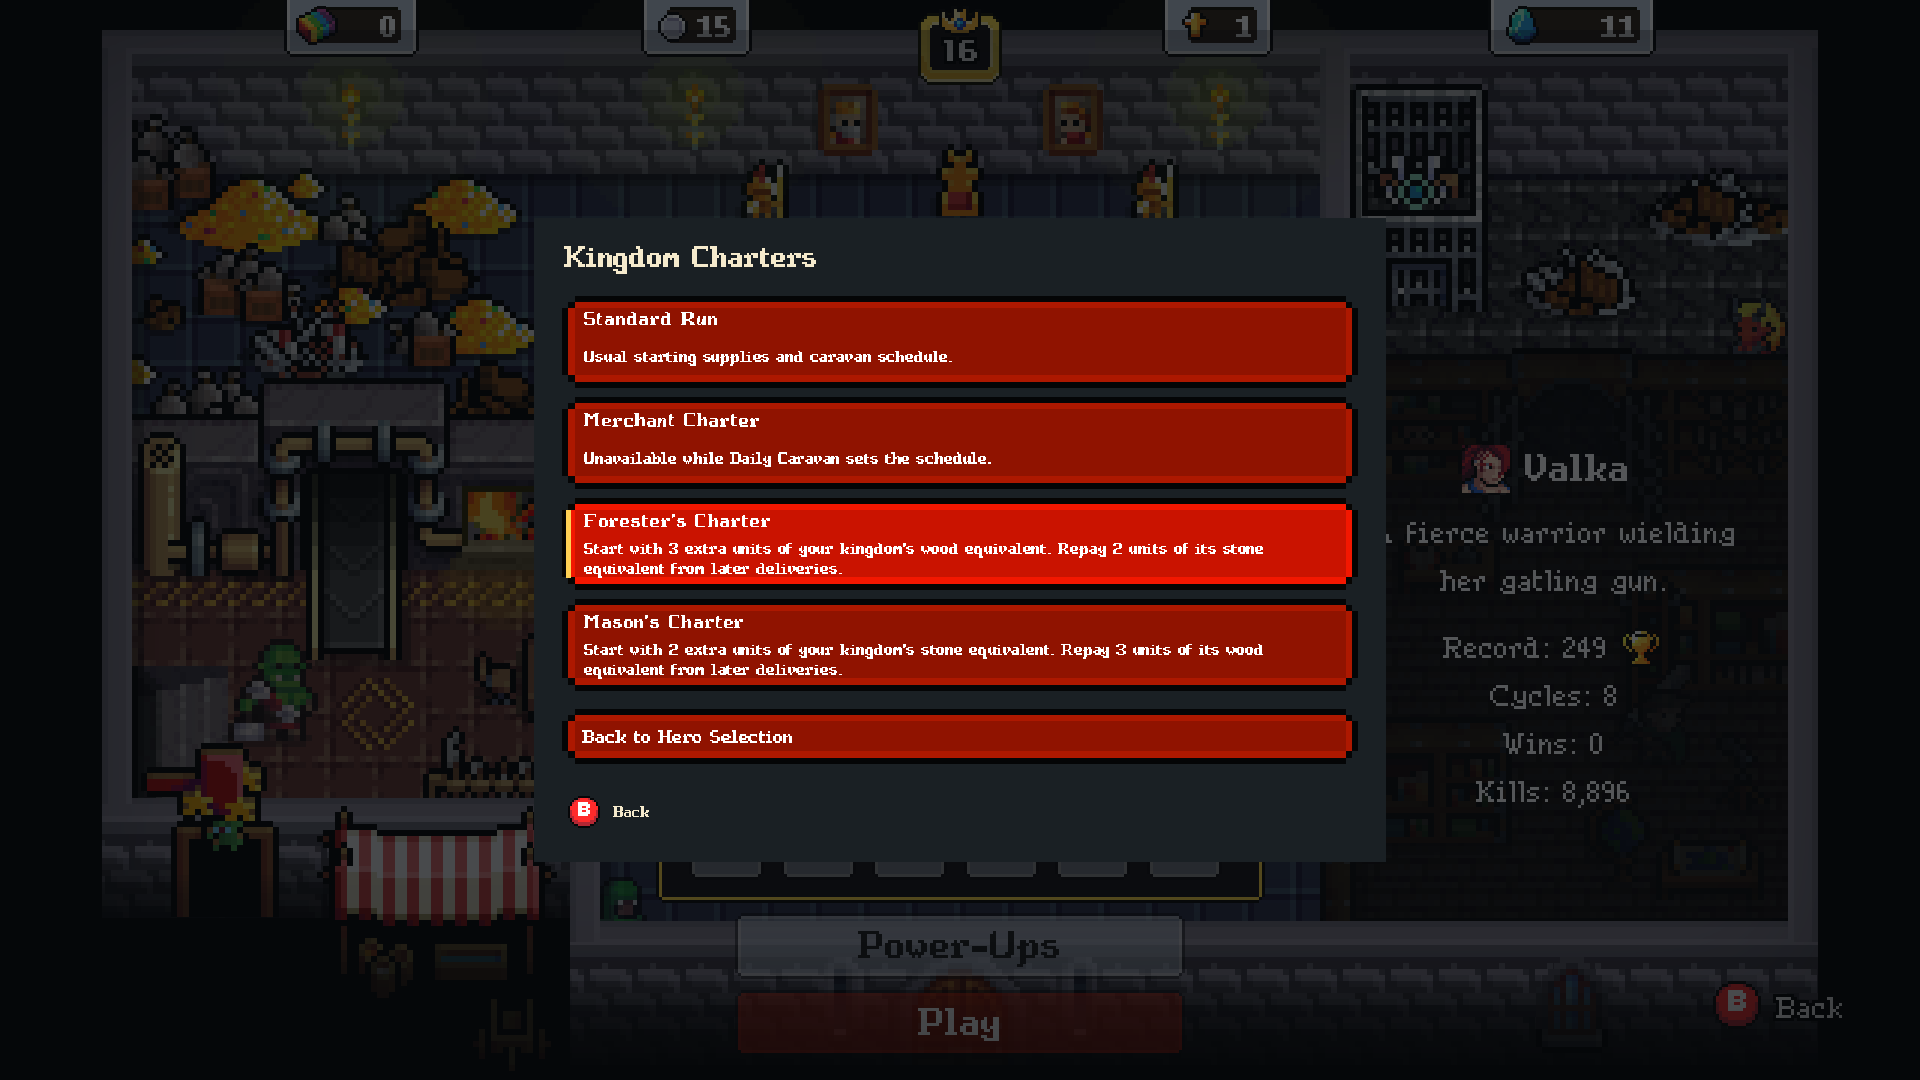 0
15
16
1
11
Kingdom Charters
Standard Run
Usual starting supplies and caravan schedule.
Merchant Charter
Unavailable while Daily Caravan sets the schedule.
Forester's Charter
Start with 3 extra units of your kingdom's wood equivalent. Repay 2 units of its stone
equivalent from later deliveries.
Mason's Charter
Start with 2 extra units of your kingdom's stone equivalent. Repay 3 units of its wood
equivalent from later deliveries.
Back to Hero Selection
B Back
Valka
fierce warrior wielding
her gatling gun.
Record: 249
Cycles: 8
Wins: 0
Kills: 8,896
Power-Ups
Play
B Back